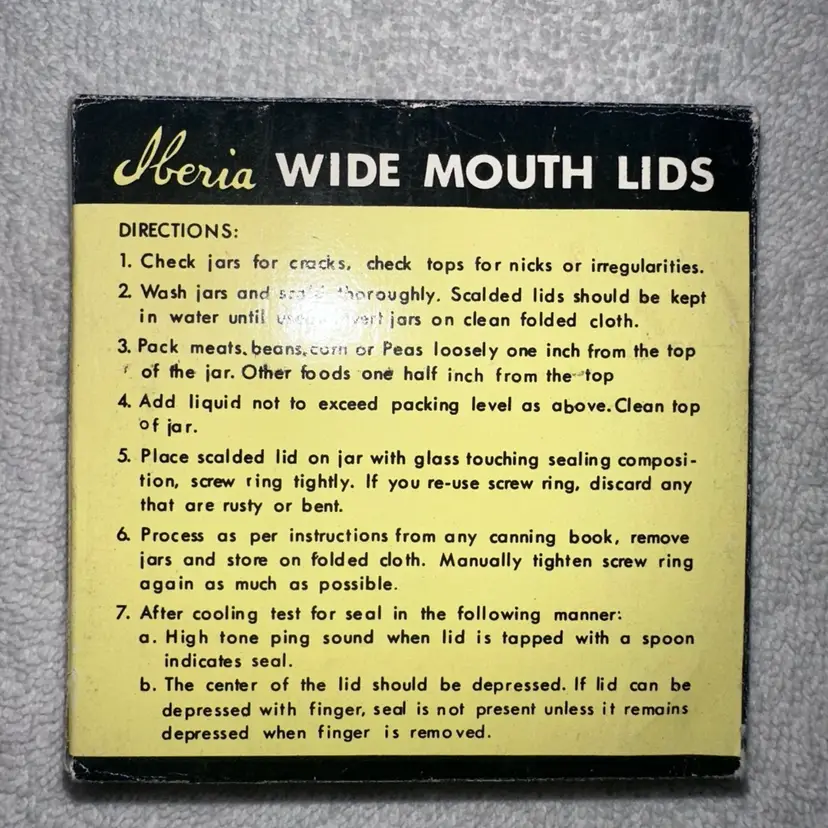 Iberia WIDE MOUTH LIDS
DIRECTIONS:
1. Check jars for cracks, check tops for nicks or irregularities.
2. Wash jars and scald thoroughly. Scalded lids should be kept
in water until jars on clean folded cloth.
3. Pack meats, beans, corn or Peas loosely one inch from the top
of the jar. Other foods one half inch from the top
4. Add liquid not to exceed packing level as above. Clean top
of jar.
5. Place scalded lid on jar with glass touching sealing composi-
tion, screw ring tightly. If you re-use screw ring, discard any
that are rusty or bent.
6. Process as per instructions from any canning book, remove
jars and store on folded cloth. Manually tighten screw ring
again as much as possible.
7. After cooling test for seal in the following manner:
a. High tone ping sound when lid is tapped with a spoon
indicates seal.
b. The center of the lid should be depressed. If lid can be
depressed with finger, seal is not present unless it remains
depressed when finger is removed.